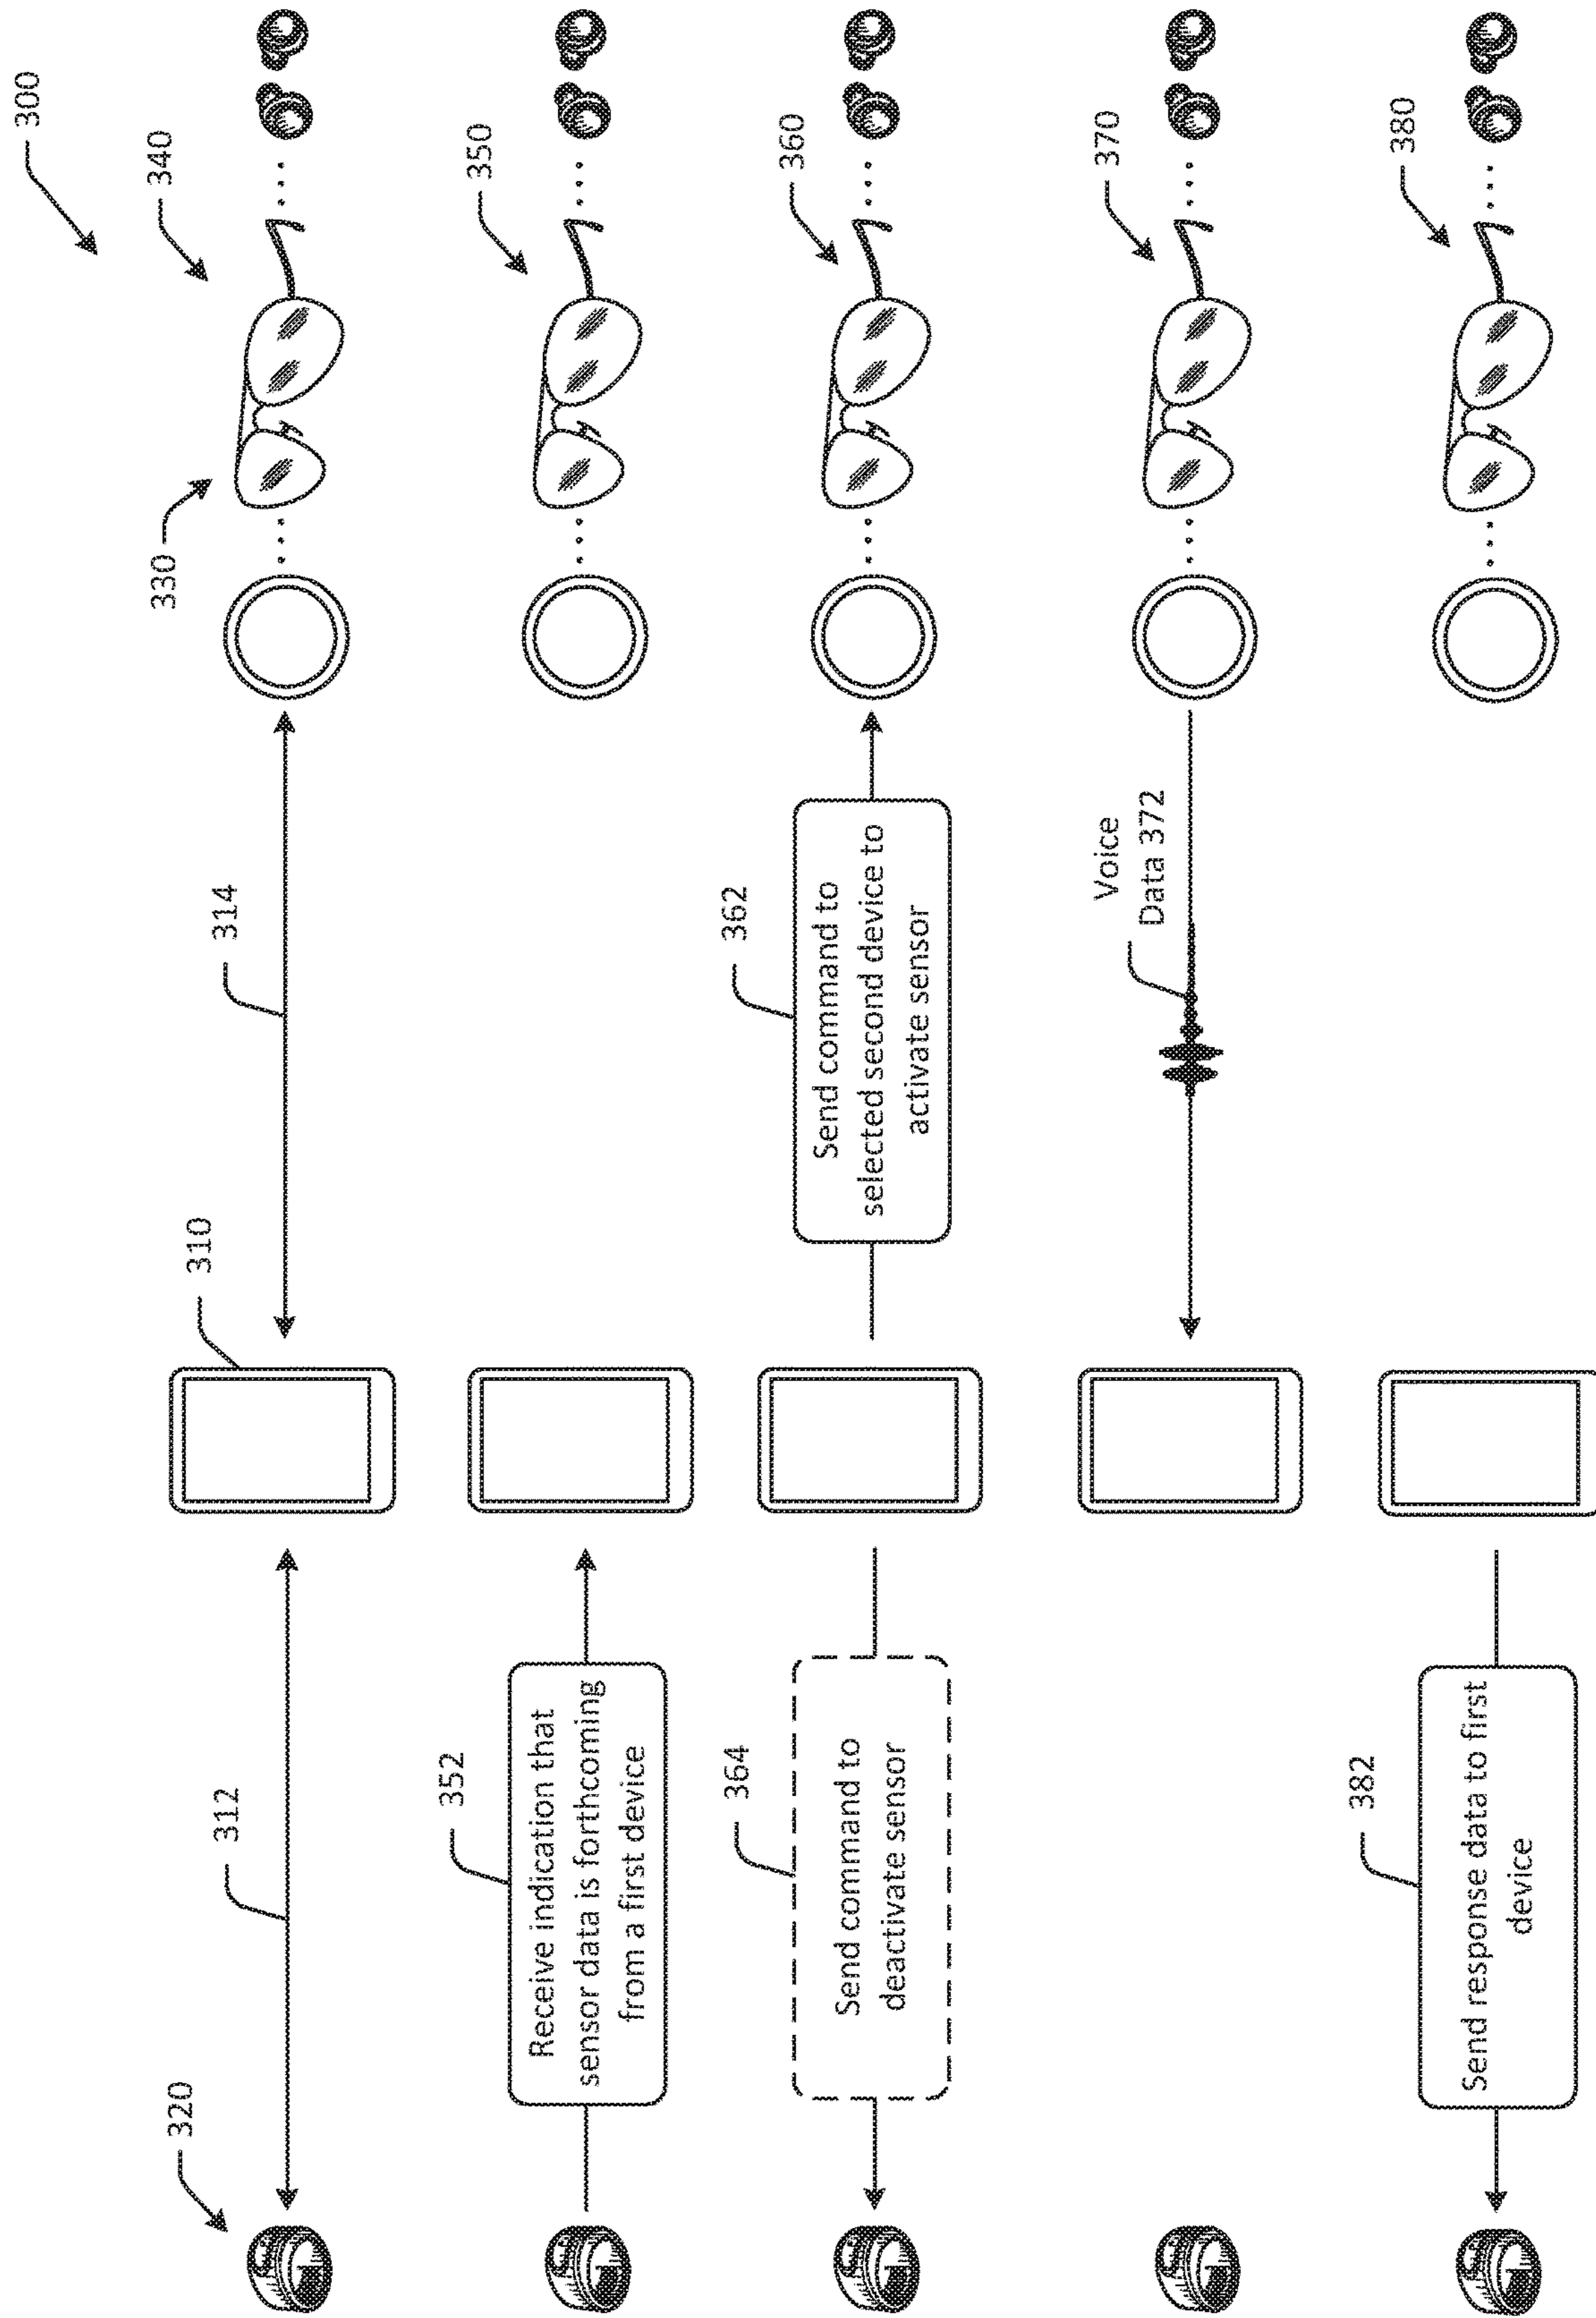 300
320
310
330
340
312
314
352
350
Receive indication that
sensor data is forthcoming
from a first device
364
362
360
Send command to
deactivate sensor
Send command to
selected second device to
activate sensor
370
Voice
Data 372
382
380
Send response data to first
device